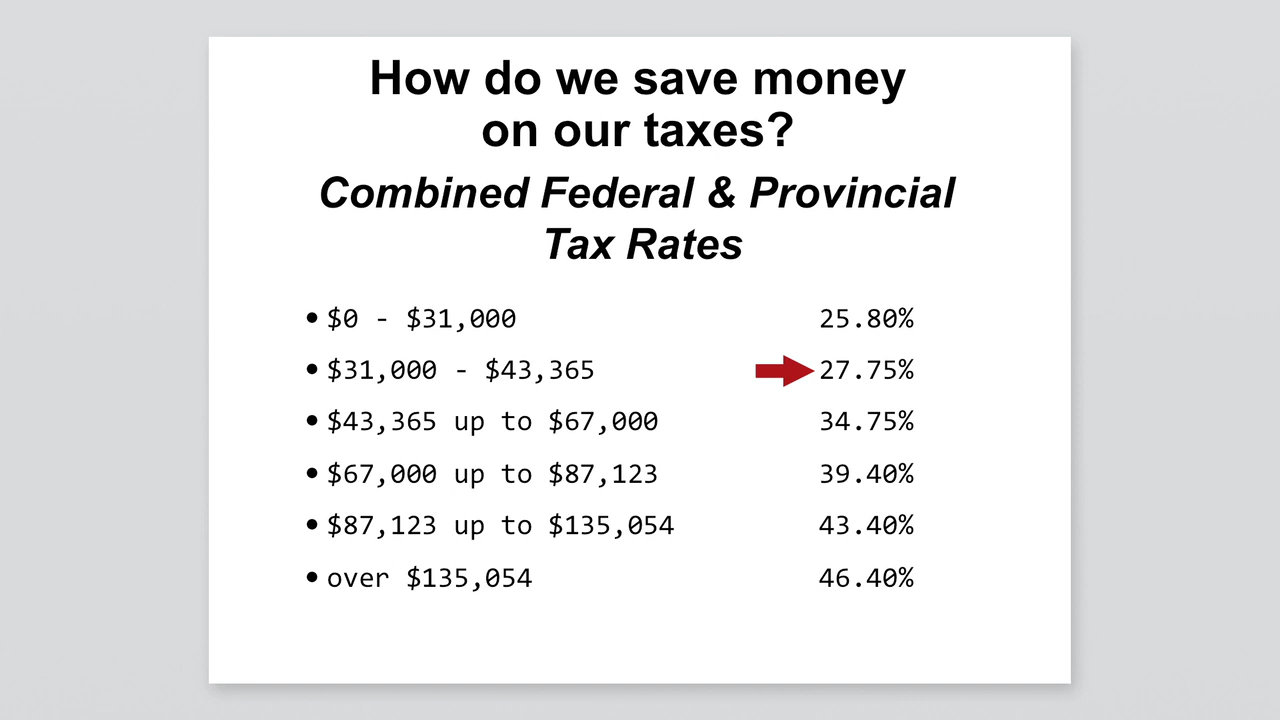 How do we save money
on our taxes?
Combined Federal & Provincial
Tax Rates
• $0 - $31,000 25.80%
• $31,000 - $43,365 27.75%
• $43,365 up to $67,000 34.75%
• $67,000 up to $87,123 39.40%
• $87,123 up to $135,054 43.40%
• over $135,054 46.40%